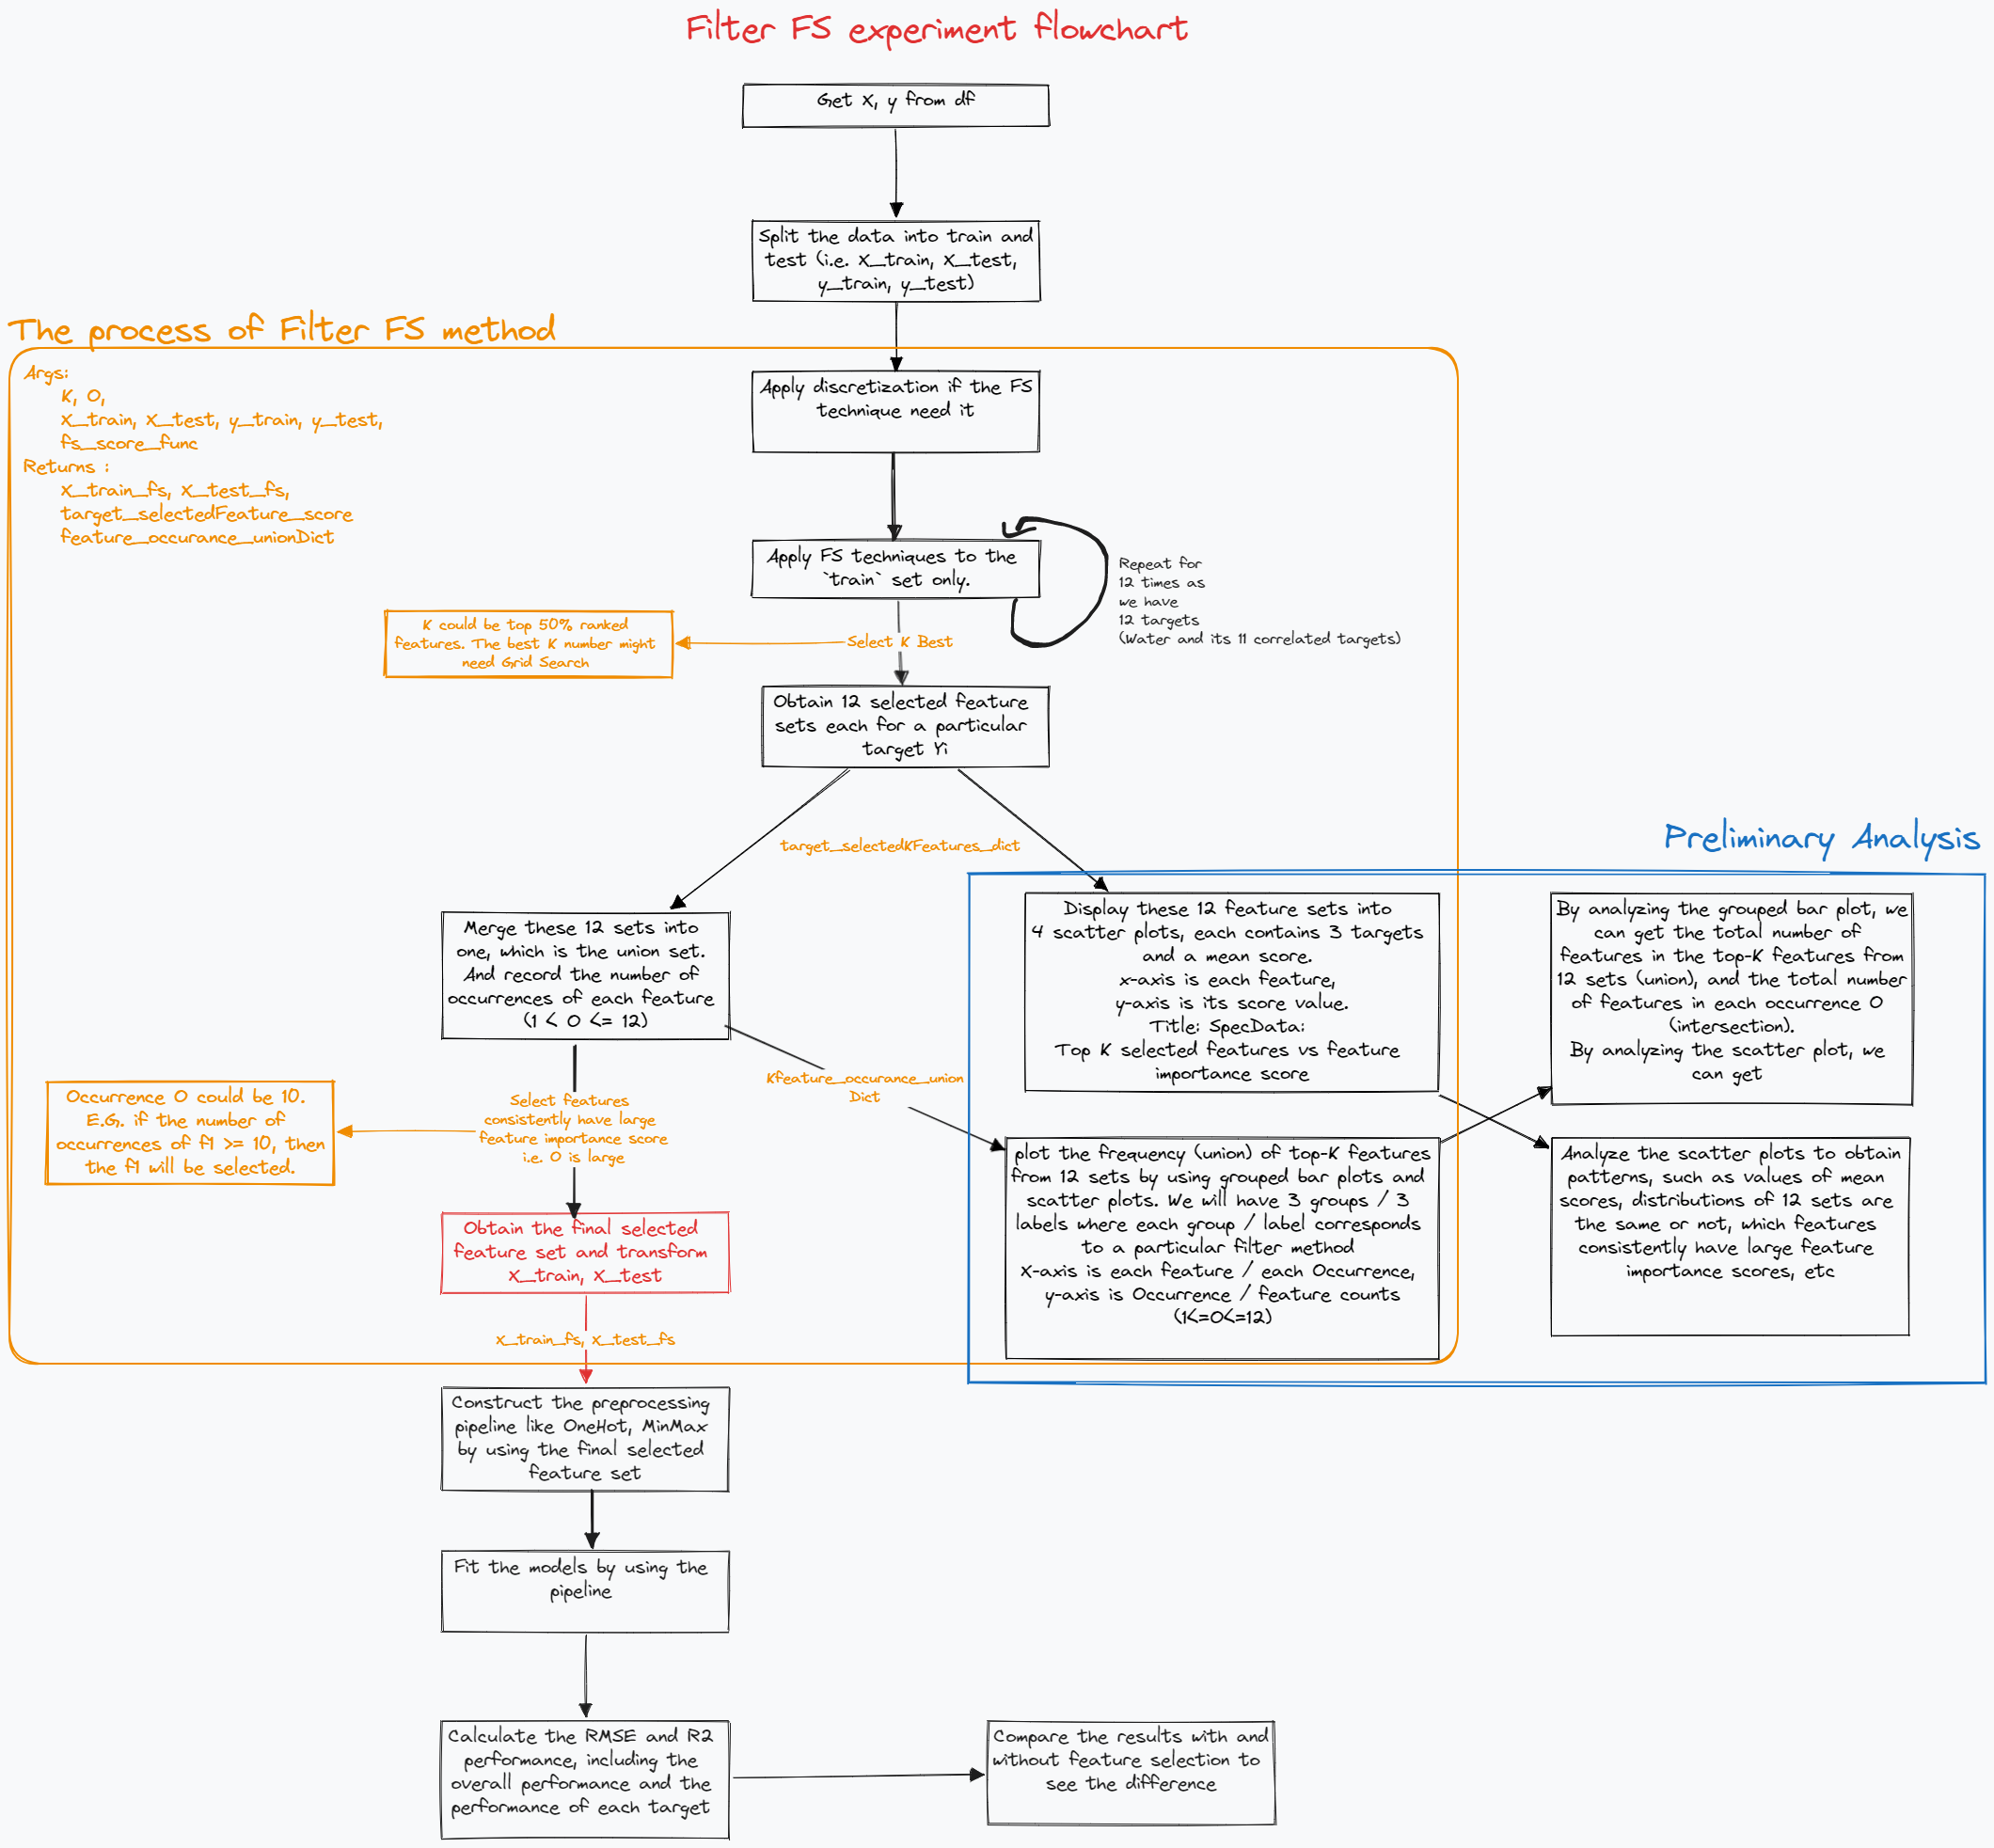 Filter FS experiment flowchart
Get X, y from df
Split the data into train and
test (i.e. X_train, X_test,
y_train, y_test)
The process of Filter FS method
Args:
K, O,
X_train, X_test, y_train, y_test,
fs_score_func
Returns :
X_train_fs, X_test_fs,
target_selectedFeature_score
feature_occurance_unionDict
Apply discretization if the FS
technique need it
Apply FS techniques to the
`train` set only.
Repeat for
12 times as
we have
12 targets
(Water and its 11 correlated targets)
K could be top 50% ranked
features. The best K number might
need Grid Search
Select K Best
Obtain 12 selected feature
sets each for a particular
target Yi
target_selectedKFeatures_dict
Preliminary Analysis
Merge these 12 sets into
one, which is the union set.
And record the number of
occurrences of each feature
(1 < O <= 12)
Display these 12 feature sets into
4 scatter plots, each contains 3 targets
and a mean score.
x-axis is each feature,
y-axis is its score value.
Title: SpecData:
Top K selected features vs feature
importance score
By analyzing the grouped bar plot, we
can get the total number of
features in the top-K features from
12 sets (union), and the total number
of features in each occurrence O
(intersection).
By analyzing the scatter plot, we
can get
Kfeature_occurance_union
Dict
Occurrence O could be 10.
E.G. if the number of
occurrences of f1 >= 10, then
the f1 will be selected.
Select features
consistently have large
feature importance score
i.e. O is large
plot the frequency (union) of top-K features
from 12 sets by using grouped bar plots and
scatter plots. We will have 3 groups / 3
labels where each group / label corresponds
to a particular filter method
X-axis is each feature / each Occurrence,
y-axis is Occurrence / feature counts
(1<=O<=12)
Analyze the scatter plots to obtain
patterns, such as values of mean
scores, distributions of 12 sets are
the same or not, which features
consistently have large feature
importance scores, etc
Obtain the final selected
feature set and transform
X_train, X_test
X_train_fs, X_test_fs
Construct the preprocessing
pipeline like OneHot, MinMax
by using the final selected
feature set
Fit the models by using the
pipeline
Calculate the RMSE and R2
performance, including the
overall performance and the
performance of each target
Compare the results with and
without feature selection to
see the difference